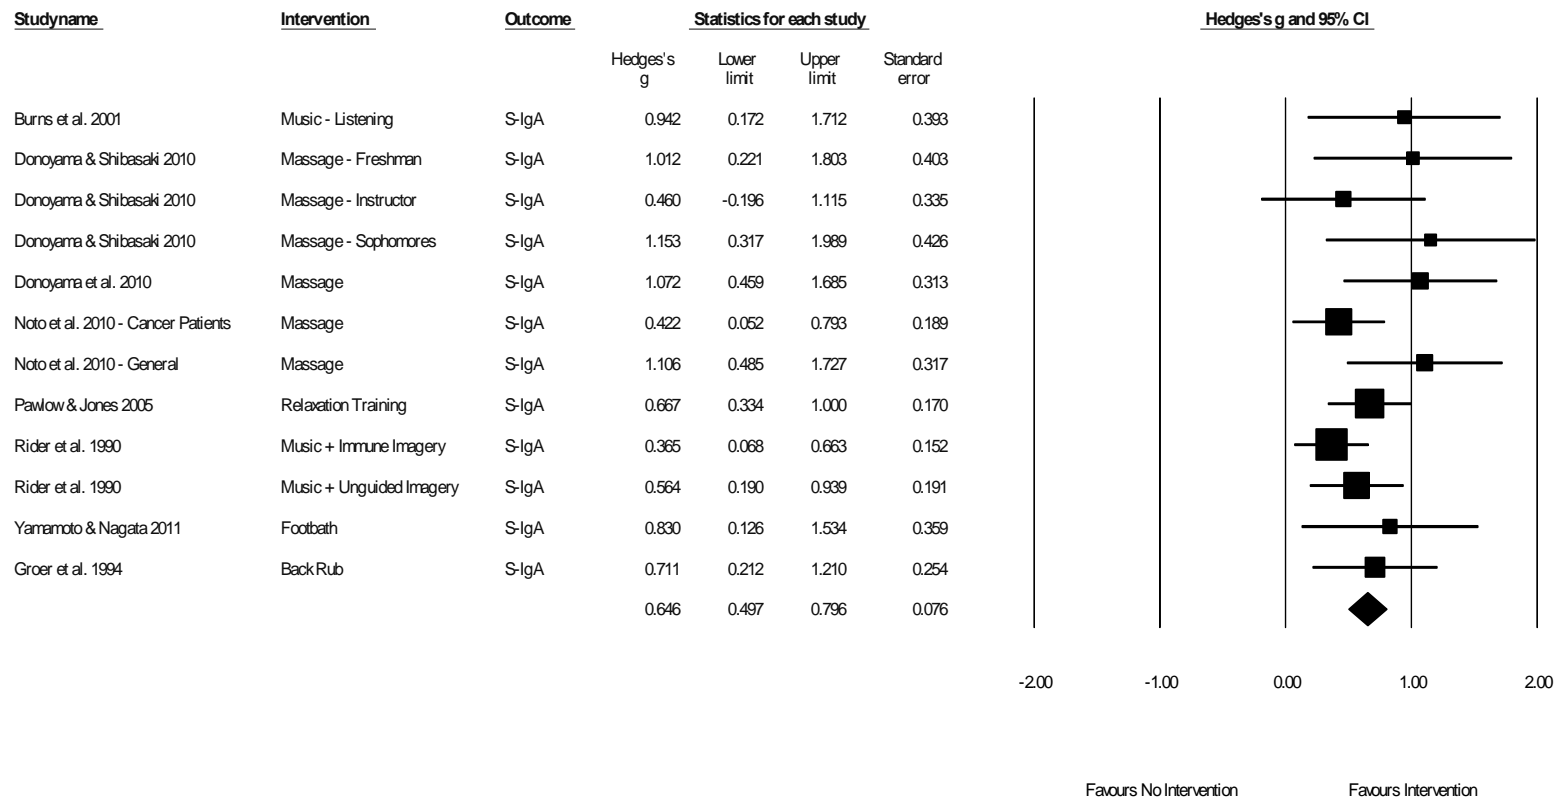 Studyname Intervention Outcome Statistics for each study Hedges's g and 95% CI
Hedges's Lower Upper Standard
g limit limit error
Burns et al. 2001 Music - Listening S-IgA 0.942 0.172 1.712 0.393
Donoyama & Shibasaki 2010 Massage - Freshman S-IgA 1.012 0.221 1.803 0.403
Donoyama & Shibasaki 2010 Massage - Instructor S-IgA 0.460 -0.196 1.115 0.335
Donoyama & Shibasaki 2010 Massage - Sophomores S-IgA 1.153 0.317 1.989 0.426
Donoyama et al. 2010 Massage S-IgA 1.072 0.459 1.685 0.313
Noto et al. 2010 - Cancer Patients Massage S-IgA 0.422 0.052 0.793 0.189
Noto et al. 2010 - General Massage S-IgA 1.106 0.485 1.727 0.317
Pawlow & Jones 2005 Relaxation Training S-IgA 0.667 0.334 1.000 0.170
Rider et al. 1990 Music + Immune Imagery S-IgA 0.365 0.068 0.663 0.152
Rider et al. 1990 Music + Unguided Imagery S-IgA 0.564 0.190 0.939 0.191
Yamamoto & Nagata 2011 Footbath S-IgA 0.830 0.126 1.534 0.359
Groer et al. 1994 Back Rub S-IgA 0.711 0.212 1.210 0.254
0.646 0.497 0.796 0.076
-2.00 -1.00 0.00 1.00 2.00
Favours No Intervention Favours Intervention